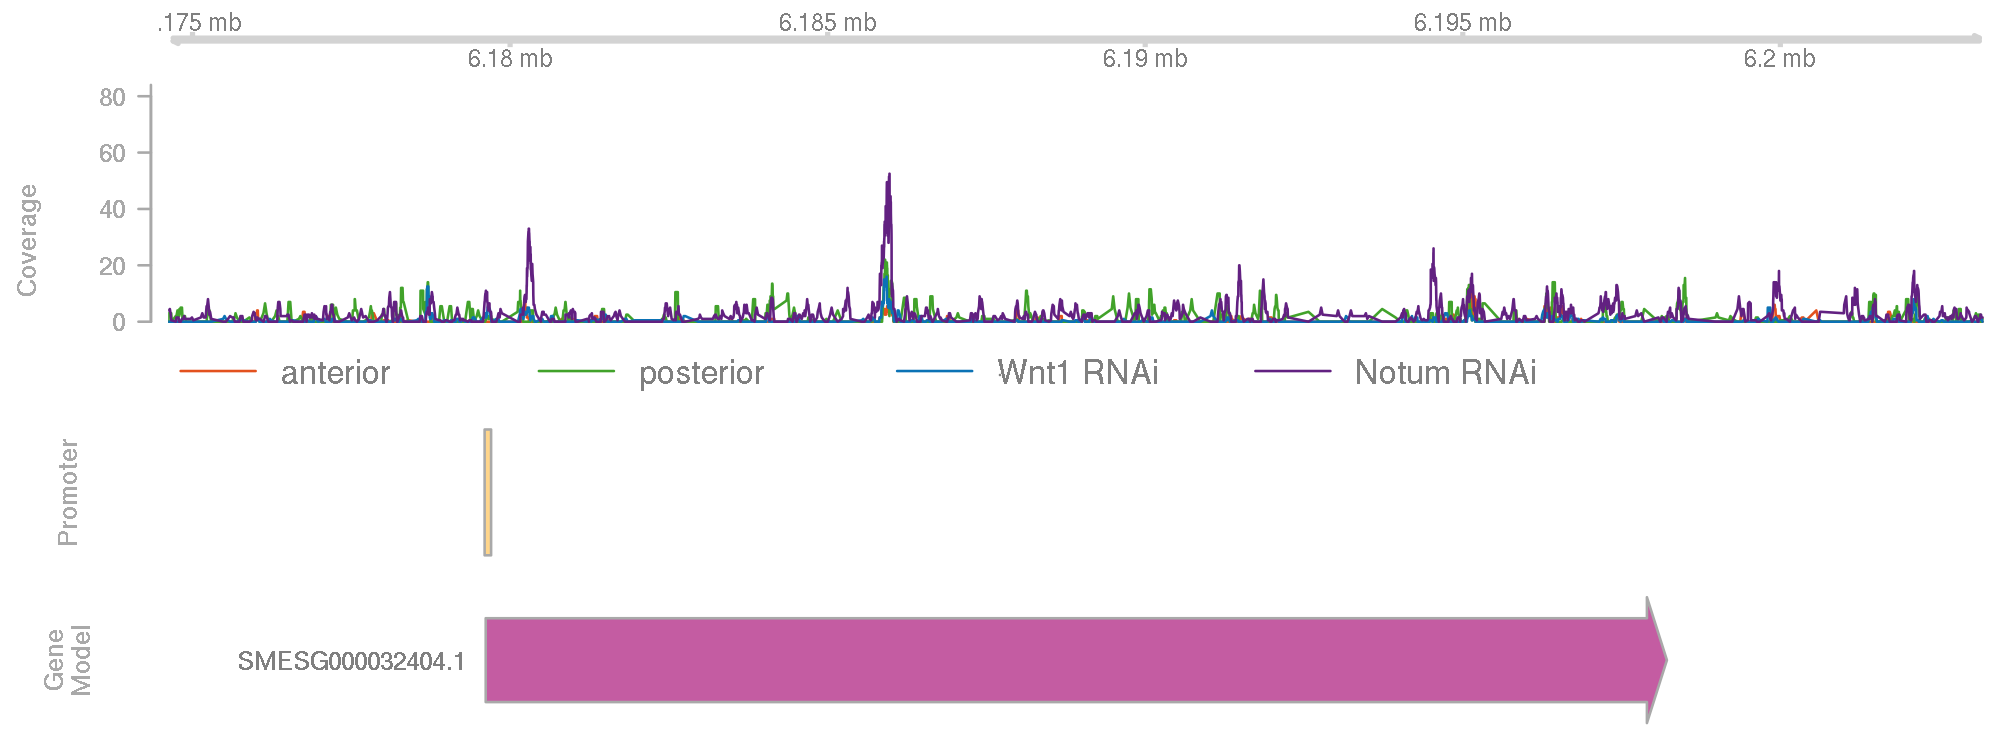 .175 mb 6.185 mb 6.195 mb
6.18 mb 6.19 mb 6.2 mb
80
60
40
20
0
Coverage
anterior posterior Wnt1 RNAi Notum RNAi
Promoter
Gene
Model
SMESG000032404.1